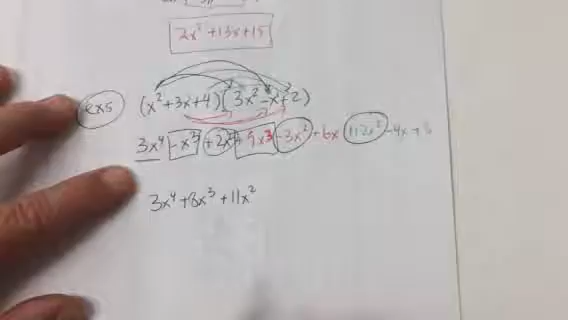 2x² + 13x + 15
ex5 (x² + 3x + 4)(3x² - x + 2)
3x⁴ - x³ + 2x² + 9x³ - 3x² + 6x + 12x² - 4x + 8
3x⁴ + 8x³ + 11x²